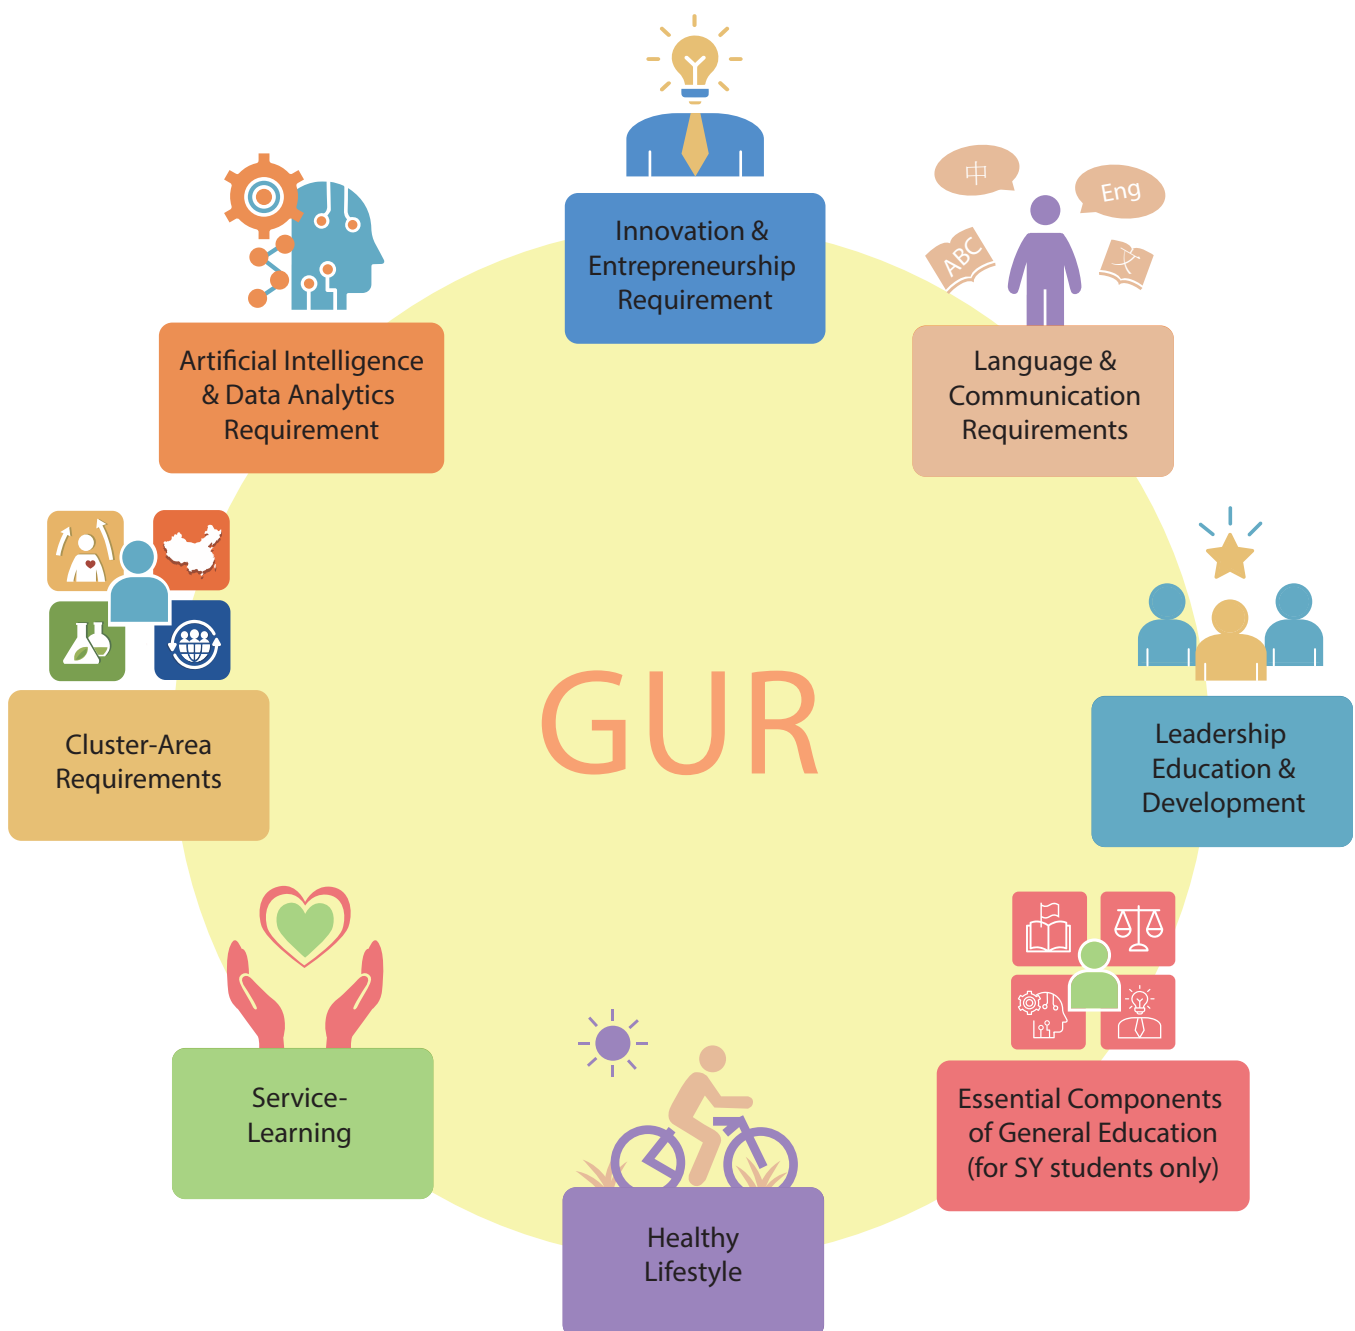 Innovation &
Entrepreneurship
Requirement
中
Eng
ABC
文
Language &
Communication
Requirements
Leadership
Education &
Development
Essential Components
of General Education
(for SY students only)
Healthy
Lifestyle
Service-
Learning
Cluster-Area
Requirements
Artificial Intelligence
& Data Analytics
Requirement
GUR